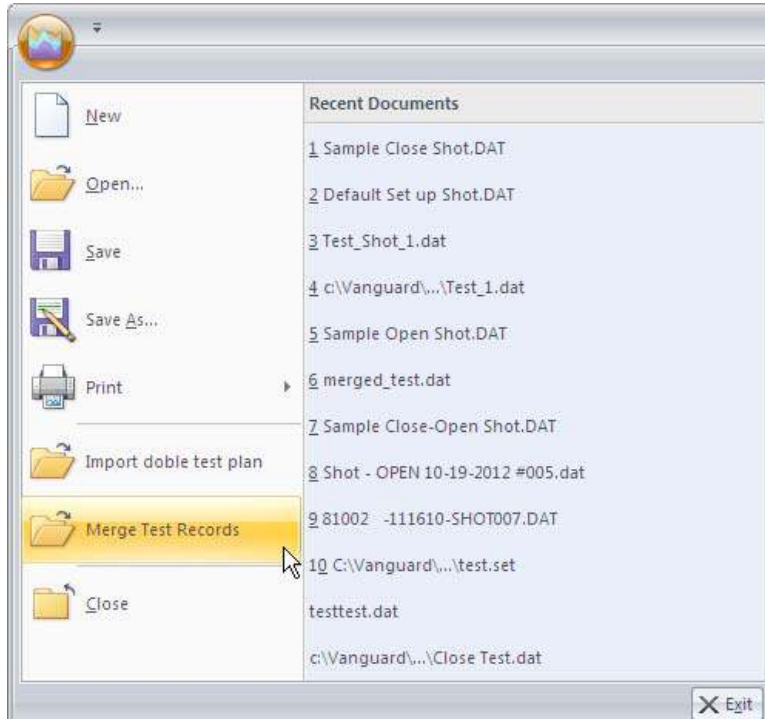 New
Open...
Save
Save As...
Print
Import doble test plan
Merge Test Records
Close
Recent Documents
1 Sample Close Shot.DAT
2 Default Set up Shot.DAT
3 Test_Shot_1.dat
4 c:\Vanguard\...\Test_1.dat
5 Sample Open Shot.DAT
6 merged_test.dat
7 Sample Close-Open Shot.DAT
8 Shot - OPEN 10-19-2012 #005.dat
9 81002   -111610-SHOT007.DAT
10 C:\Vanguard\...\test.set
testtest.dat
c:\Vanguard\...\Close Test.dat
Exit